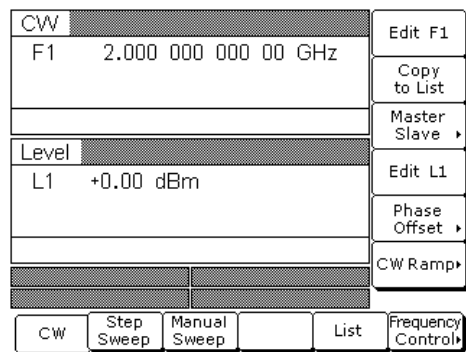 CW
F1 2.000 000 000 00 GHz
Level
L1 +0.00 dBm
Edit F1
Copy
to List
Master
Slave
Edit L1
Phase
Offset
CW Ramp
CW
Step
Sweep
Manual
Sweep
List
Frequency
Control